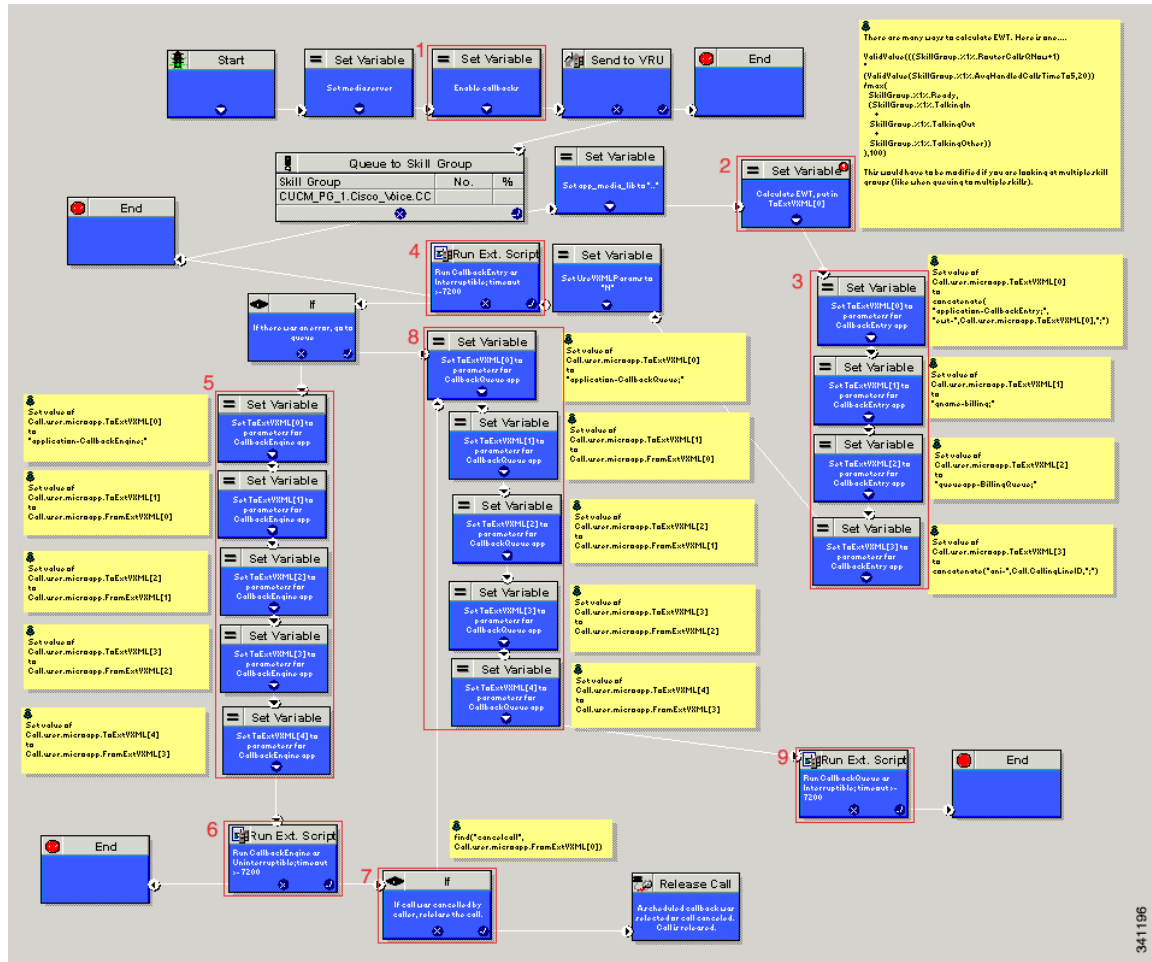 Start
Set Variable
Set mediaserver
1
Set Variable
Enable callbacks
Send to VRU
End
There are many ways to calculate EWT. Here is one....
ValidValue(((SkillGroup.%1%.RouterCallsQNow+1)
*
(ValidValue(SkillGroup.%1%.AvgHandledCallsTimeTo5,20))
/max(
SkillGroup.%1%.Ready,
(SkillGroup.%1%.TalkingIn
+
SkillGroup.%1%.TalkingOut
+
SkillGroup.%1%.TalkingOther))
),100)
This would have to be modified if you are looking at multiple skill
groups (like when queuing to multiple skills).
Queue to Skill Group
Skill Group No. %
CUCM_PG_1.Cisco_Voice.CC
Set Variable
Set app_media_lib to ".."
2
Set Variable
Calculate EWT, put in
ToExtVXML[0]
End
4
Run Ext. Script
Run CallbackEntry as
Interruptible; timeout
>=7200
Set Variable
Set UseVXMLParams to
"N"
If
If there was an error, go to
queue
3
Set Variable
Set ToExtVXML[0] to
parameters for
CallbackEntry app
Set value of
Call.user.microapp.ToExtVXML[0]
to
concatenate(
"application=CallbackEntry;",
"ewt=",Call.user.microapp.ToExtVXML[0],";")
Set Variable
Set ToExtVXML[1] to
parameters for
CallbackEntry app
Set value of
Call.user.microapp.ToExtVXML[1]
to
"qname=billing;"
Set Variable
Set ToExtVXML[2] to
parameters for
CallbackEntry app
Set value of
Call.user.microapp.ToExtVXML[2]
to
"queueapp=BillingQueue;"
Set Variable
Set ToExtVXML[3] to
parameters for
CallbackEntry app
Set value of
Call.user.microapp.ToExtVXML[3]
to
concatenate("ani=",Call.CallingLineID,";")
8
Set Variable
Set ToExtVXML[0] to
parameters for
CallbackQueue app
Set value of
Call.user.microapp.ToExtVXML[0]
to
"application=CallbackQueue;"
Set Variable
Set ToExtVXML[1] to
parameters for
CallbackQueue app
Set value of
Call.user.microapp.ToExtVXML[1]
to
Call.user.microapp.FromExtVXML[0]
Set Variable
Set ToExtVXML[2] to
parameters for
CallbackQueue app
Set value of
Call.user.microapp.ToExtVXML[2]
to
Call.user.microapp.FromExtVXML[1]
Set Variable
Set ToExtVXML[3] to
parameters for
CallbackQueue app
Set value of
Call.user.microapp.ToExtVXML[3]
to
Call.user.microapp.FromExtVXML[2]
Set Variable
Set ToExtVXML[4] to
parameters for
CallbackQueue app
Set value of
Call.user.microapp.ToExtVXML[4]
to
Call.user.microapp.FromExtVXML[3]
5
Set value of
Call.user.microapp.ToExtVXML[0]
to
"application=CallbackEngine;"
Set Variable
Set ToExtVXML[0] to
parameters for
CallbackEngine app
Set value of
Call.user.microapp.ToExtVXML[1]
to
Call.user.microapp.FromExtVXML[0]
Set Variable
Set ToExtVXML[1] to
parameters for
CallbackEngine app
Set value of
Call.user.microapp.ToExtVXML[2]
to
Call.user.microapp.FromExtVXML[1]
Set Variable
Set ToExtVXML[2] to
parameters for
CallbackEngine app
Set value of
Call.user.microapp.ToExtVXML[3]
to
Call.user.microapp.FromExtVXML[2]
Set Variable
Set ToExtVXML[3] to
parameters for
CallbackEngine app
Set value of
Call.user.microapp.ToExtVXML[4]
to
Call.user.microapp.FromExtVXML[3]
Set Variable
Set ToExtVXML[4] to
parameters for
CallbackEngine app
9
Run Ext. Script
Run CallbackQueue as
Interruptible; timeout >=
7200
End
End
6
Run Ext. Script
Run CallbackEngine as
Uninterruptible; timeout
>=7200
find("cancelcall",
Call.user.microapp.FromExtVXML[0])
7
If
If call was cancelled by
caller, relelare the call.
Release Call
A scheduled callback was
selected or call canceled.
Call is released.
341196